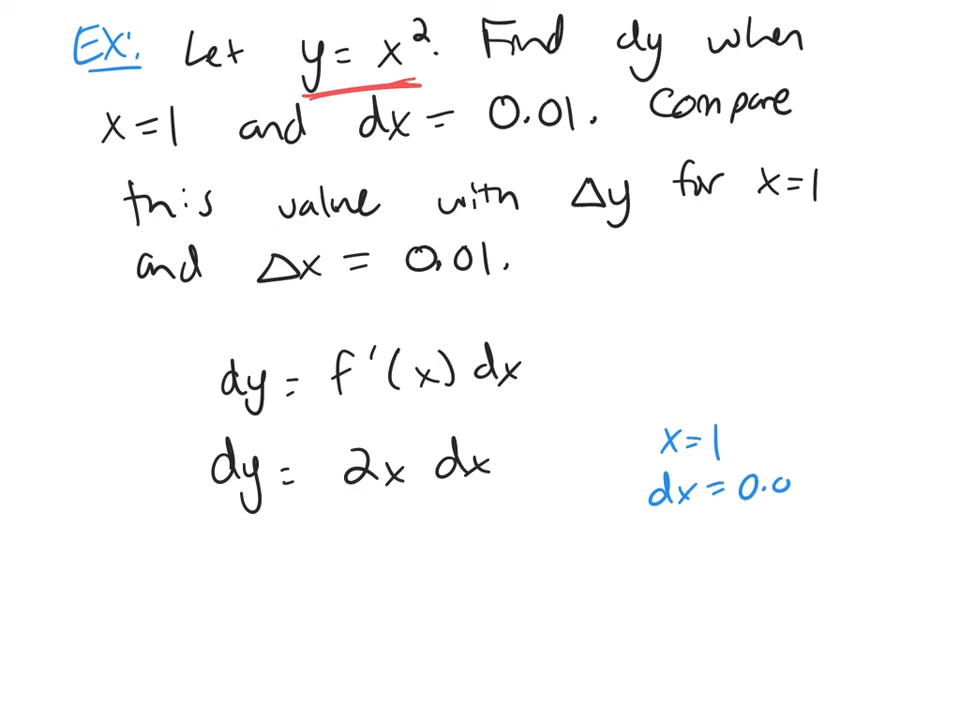 EX: Let y = x². Find dy when
x = 1 and dx = 0.01. Compare
this value with Δy for x = 1
and Δx = 0.01.
dy = f'(x) dx
dy = 2x dx
x = 1
dx = 0.0